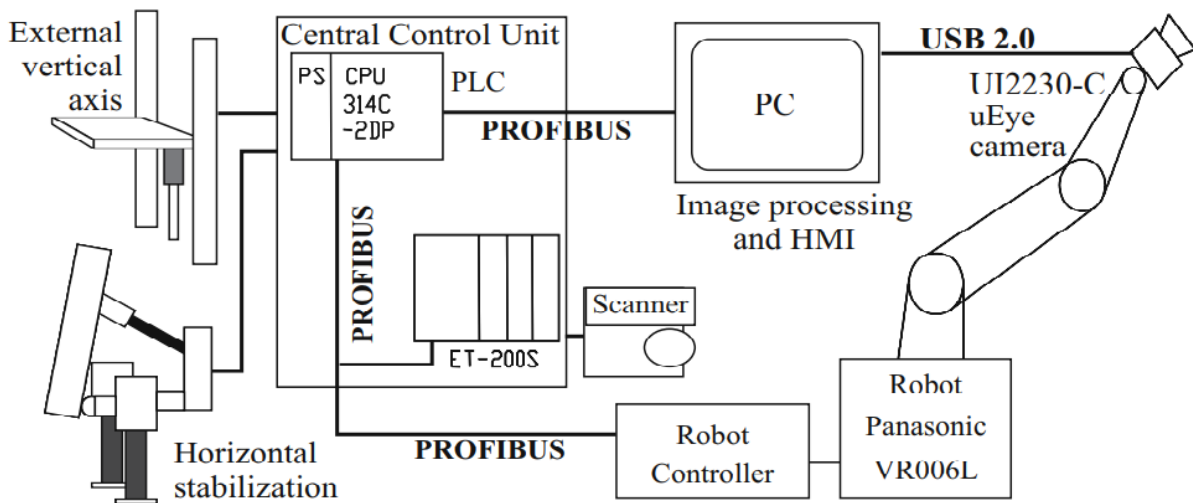 External
vertical
axis
Central Control Unit
PS
CPU
314C
-2DP
PLC
PROFIBUS
PC
Image processing
and HMI
USB 2.0
UI2230-C
uEye
camera
PROFIBUS
ET-200S
Scanner
Horizontal
stabilization
PROFIBUS
Robot
Controller
Robot
Panasonic
VR006L